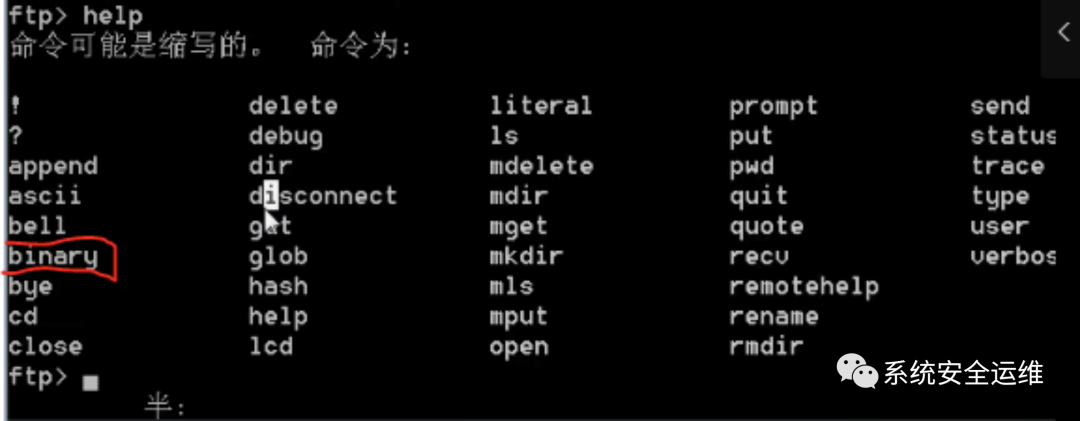 ftp> help
命令可能是缩写的。 命令为:
! delete literal prompt send
? debug ls put status
append dir mdelete pwd trace
ascii disconnect mdir quit type
bell get mget quote user
binary glob mkdir recv verbos
bye hash mls remotehelp
cd help mput rename
close lcd open rmdir
ftp>
系统安全运维
半: